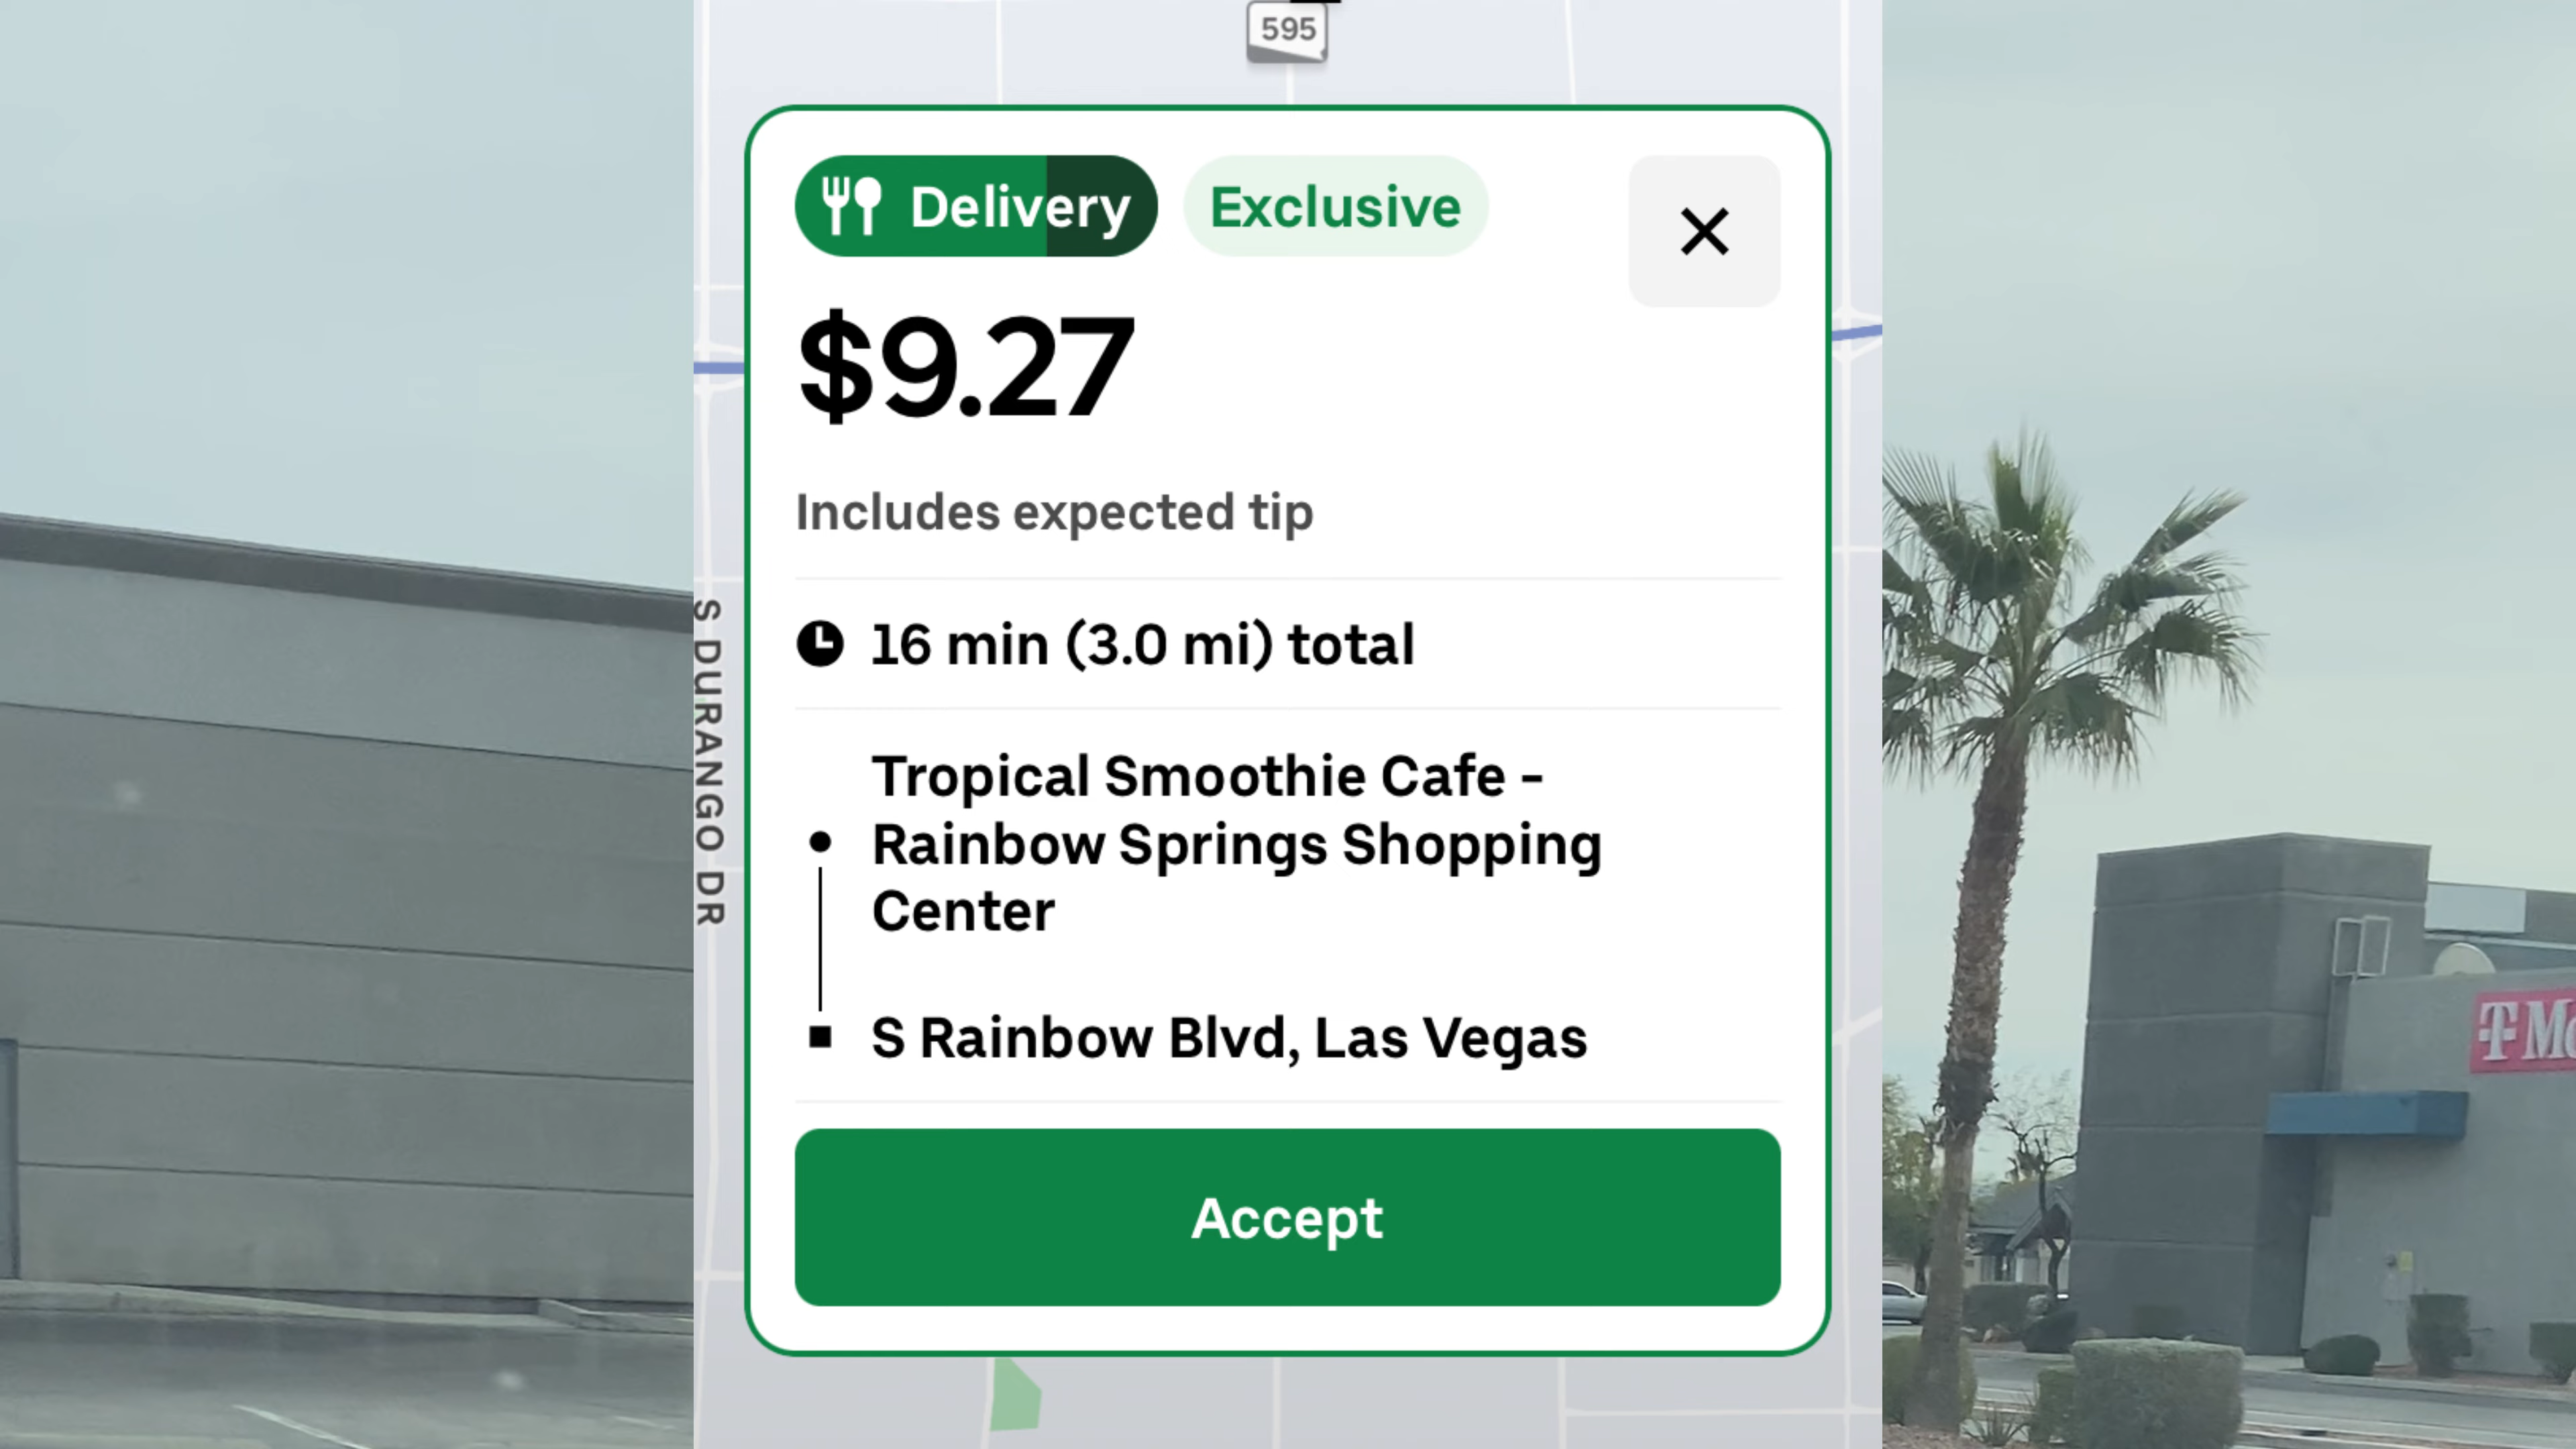 595
Delivery
Exclusive
$9.27
Includes expected tip
16 min (3.0 mi) total
S DURANGO DR
Tropical Smoothie Cafe -
Rainbow Springs Shopping
Center
S Rainbow Blvd, Las Vegas
Accept